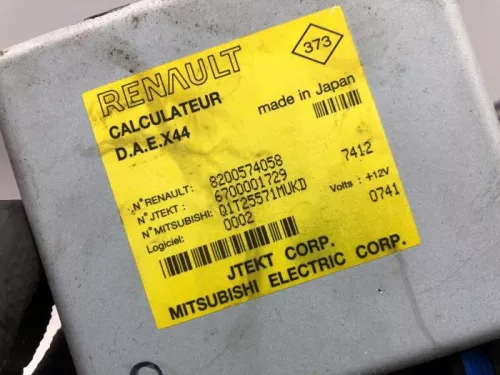 RENAULT
373
CALCULATEUR
made in Japan
D.A.E.X44
N° RENAULT: 8200574058 7412
N° JTEKT: 6700001729
N° MITSUBISHI: Q1T25571MUKD Volts: +12V
Logiciel: 0002 0741
JTEKT CORP.
MITSUBISHI ELECTRIC CORP.